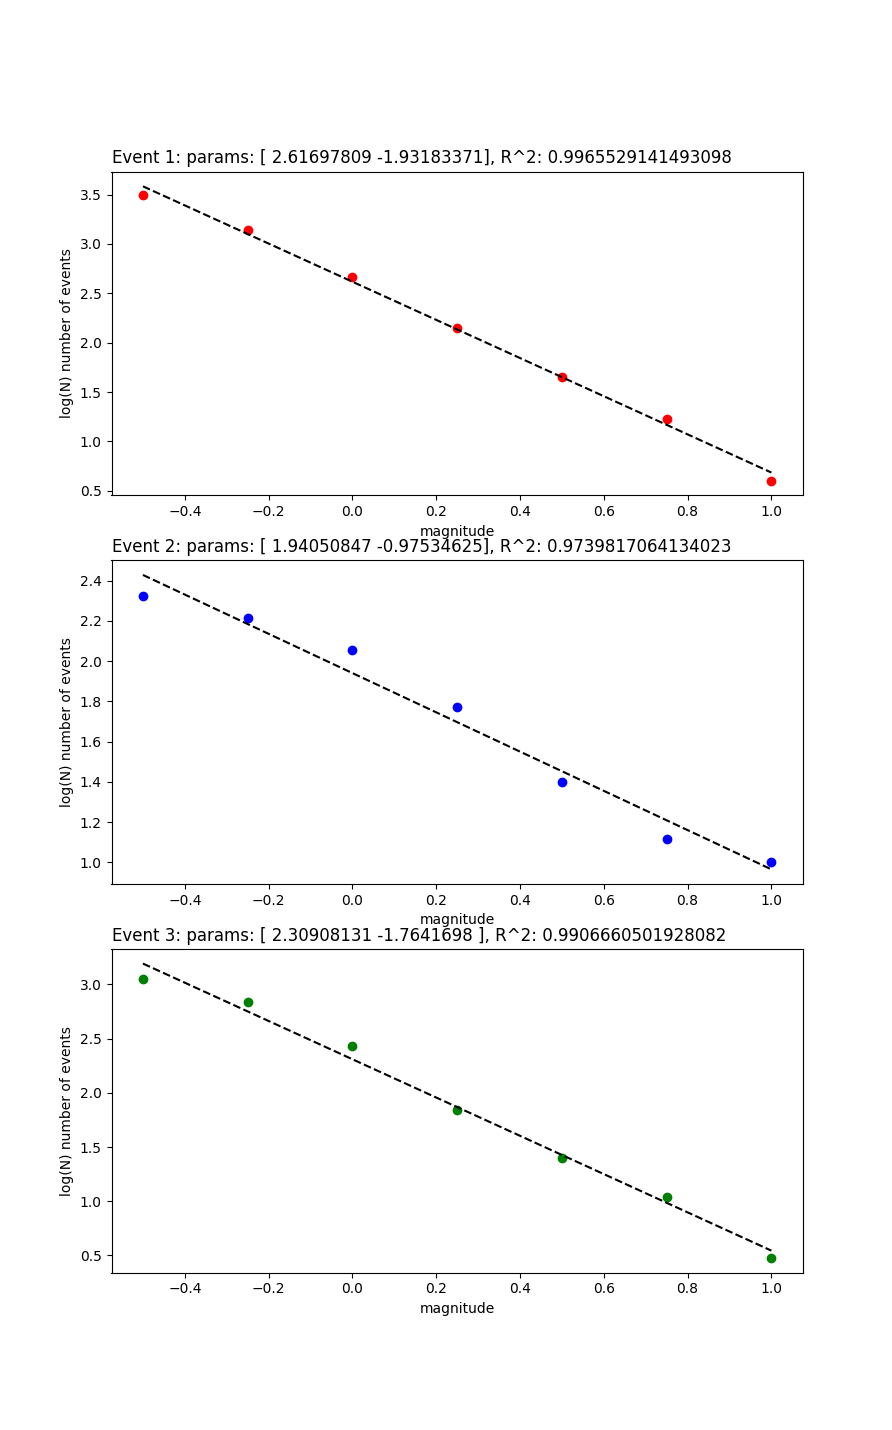 Event 1: params: [ 2.61697809 -1.93183371], R^2: 0.9965529141493098
log(N) number of events
3.5
3.0
2.5
2.0
1.5
1.0
0.5
−0.4 −0.2 0.0 0.2 0.4 0.6 0.8 1.0
magnitude
Event 2: params: [ 1.94050847 -0.97534625], R^2: 0.9739817064134023
log(N) number of events
2.4
2.2
2.0
1.8
1.6
1.4
1.2
1.0
−0.4 −0.2 0.0 0.2 0.4 0.6 0.8 1.0
magnitude
Event 3: params: [ 2.30908131 -1.7641698 ], R^2: 0.9906660501928082
log(N) number of events
3.0
2.5
2.0
1.5
1.0
0.5
−0.4 −0.2 0.0 0.2 0.4 0.6 0.8 1.0
magnitude